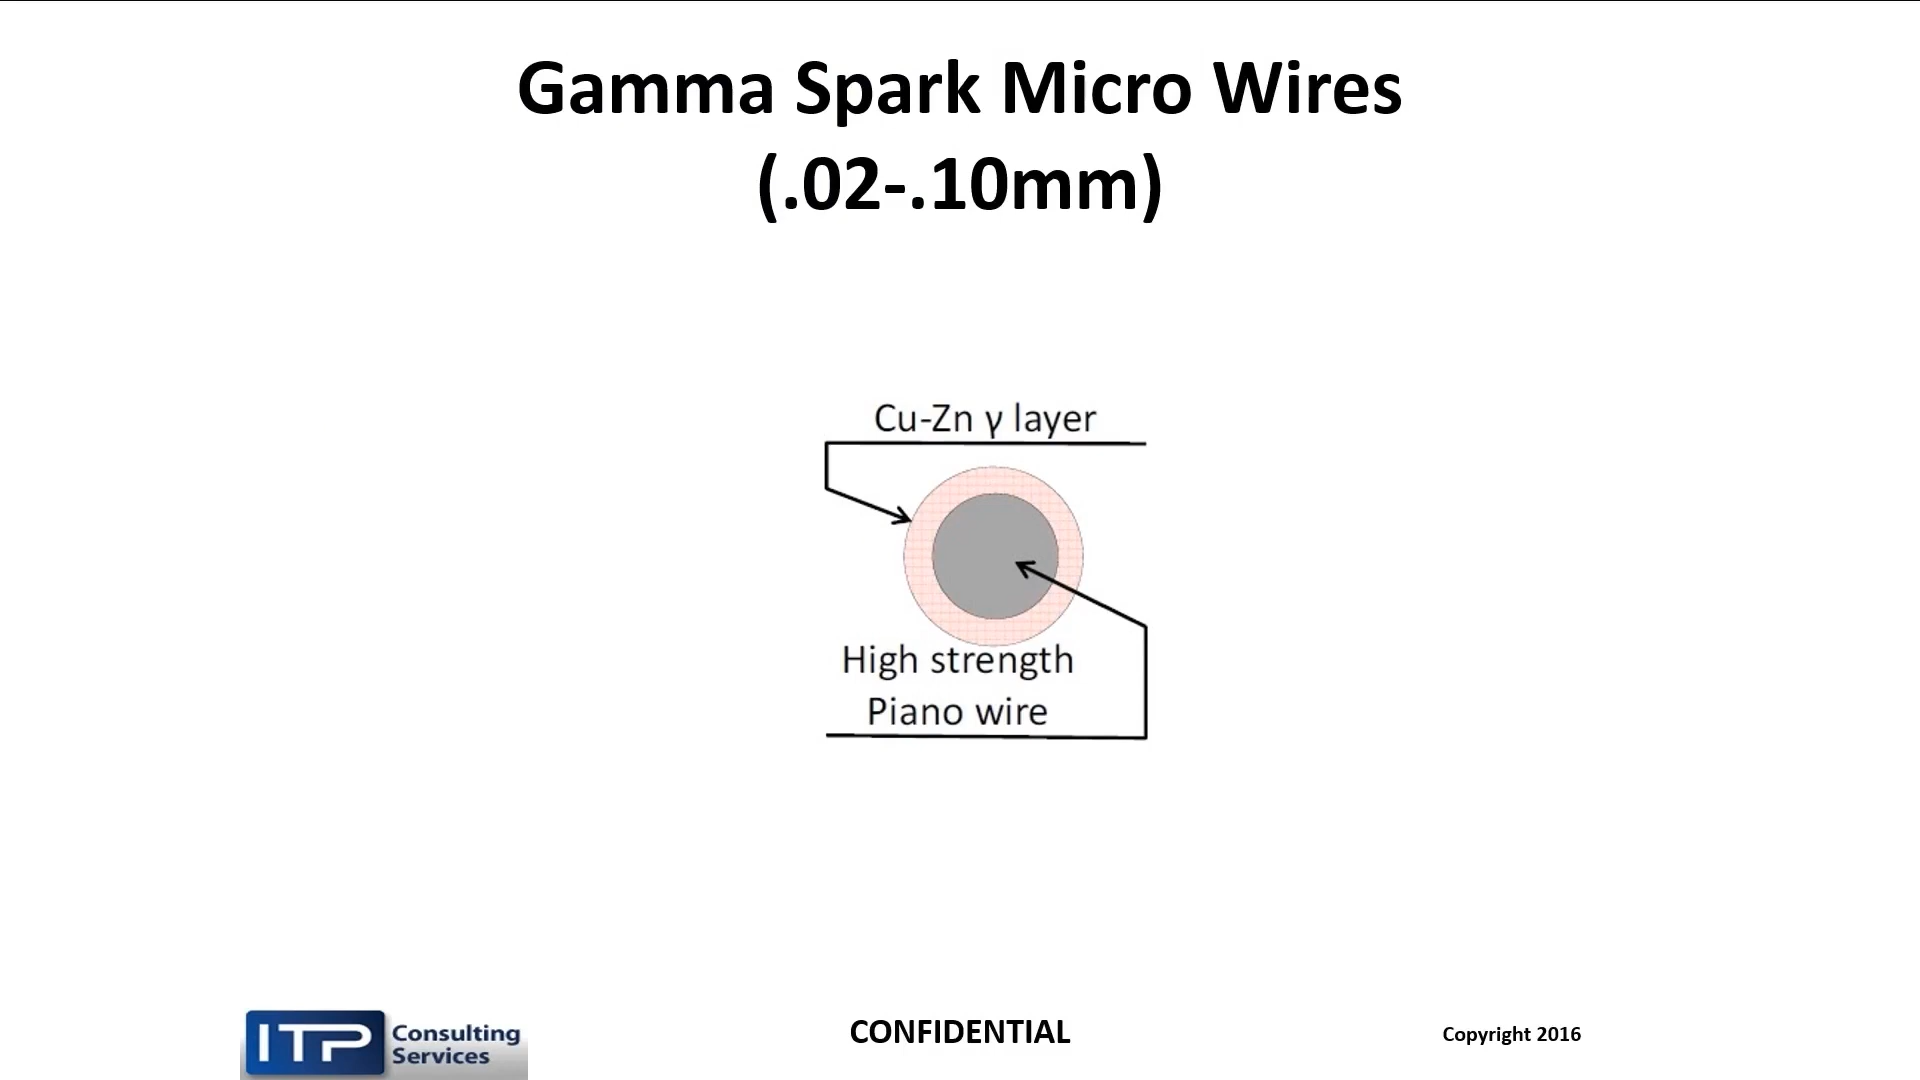 Gamma Spark Micro Wires
(.02-.10mm)
Cu-Zn γ layer
High strength
Piano wire
ITP Consulting
Services
CONFIDENTIAL
Copyright 2016